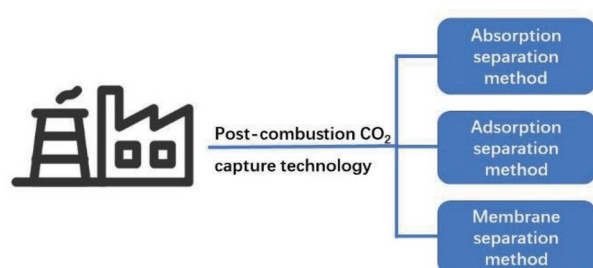 Absorption
separation
method
Post-combustion CO₂
capture technology
Adsorption
separation
method
Membrane
separation
method